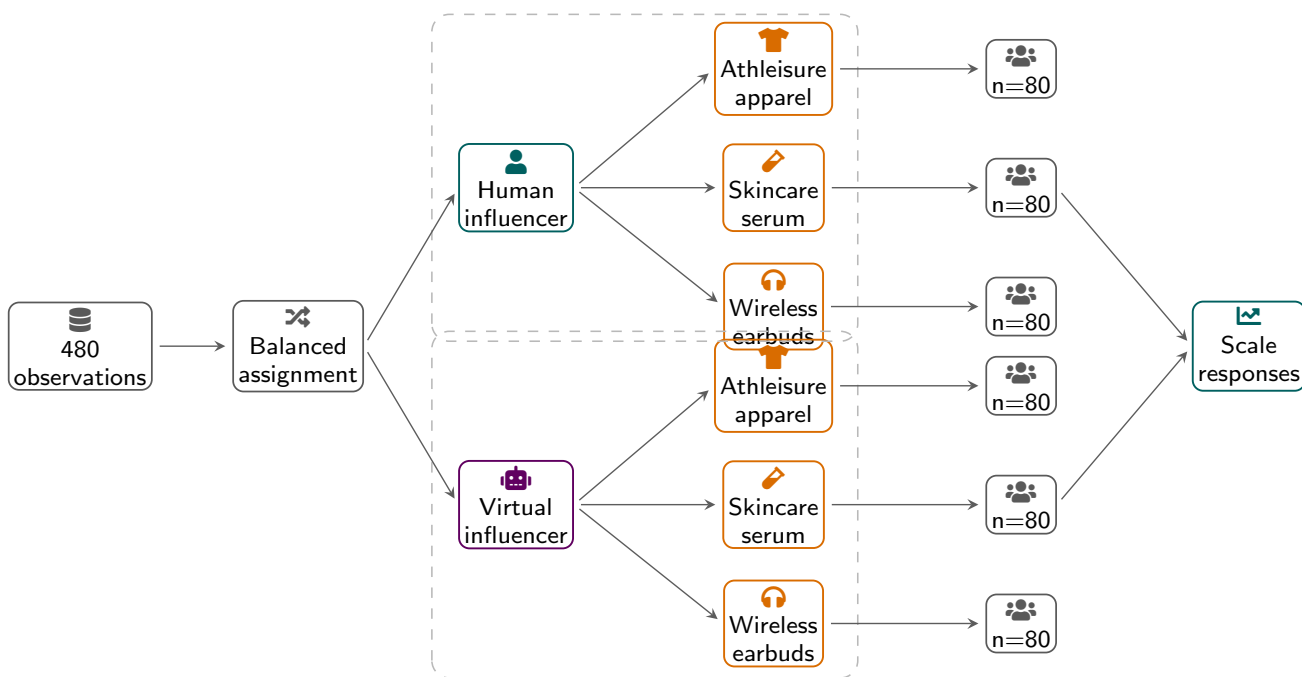 480
observations
Balanced
assignment
Human
influencer
Athleisure
apparel
n=80
Skincare
serum
n=80
Wireless
earbuds
n=80
Virtual
influencer
Athleisure
apparel
n=80
Skincare
serum
n=80
Wireless
earbuds
n=80
Scale
responses